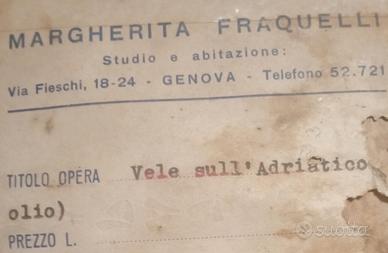 MARGHERITA FRAQUELLI
Studio e abitazione:
Via Fieschi, 18-24 - GENOVA - Telefono 52.721
TITOLO OPERA Vele sull'Adriatico
olio)
PREZZO L.
subito